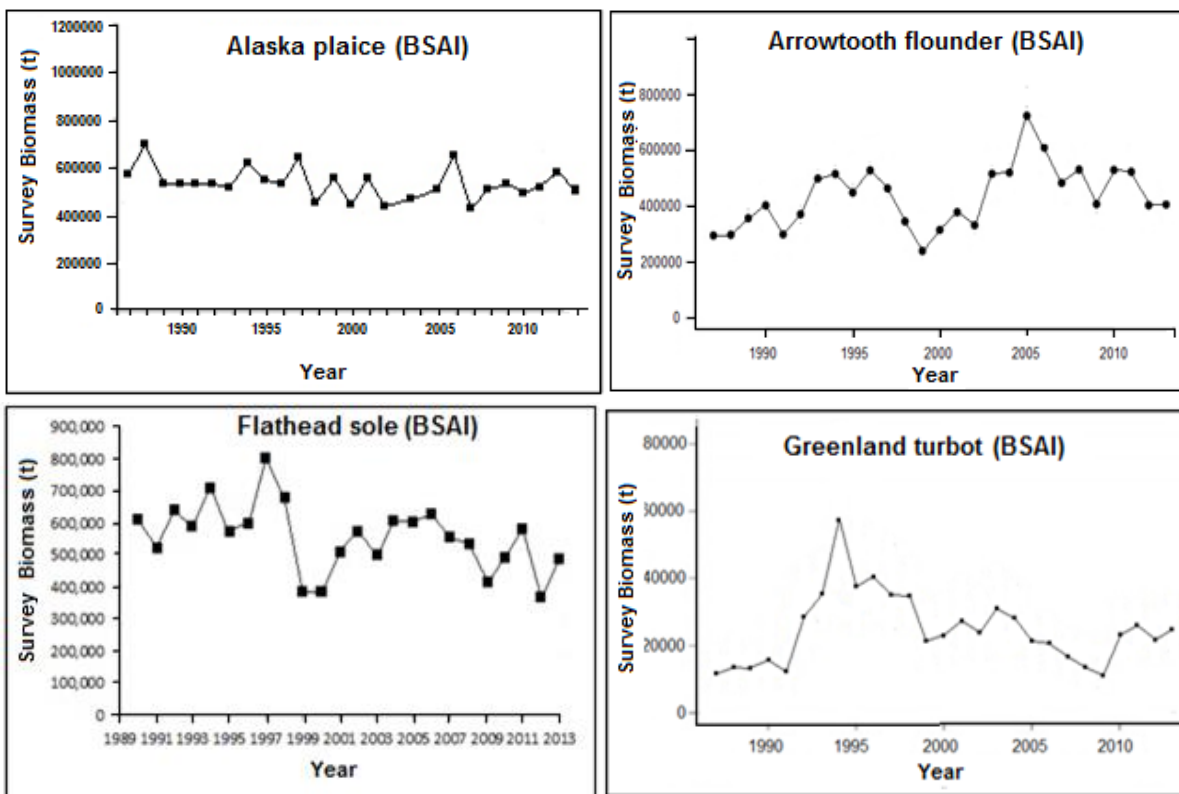 Alaska plaice (BSAI)
Survey Biomass (t)
1200000
1000000
800000
600000
400000
200000
0
1990 1995 2000 2005 2010
Year
Arrowtooth flounder (BSAI)
Survey Biomass (t)
800000
600000
400000
200000
0
1990 1995 2000 2005 2010
Year
Flathead sole (BSAI)
Survey Biomass (t)
900,000
800,000
700,000
600,000
500,000
400,000
300,000
200,000
100,000
0
1989 1991 1993 1995 1997 1999 2001 2003 2005 2007 2009 2011 2013
Year
Greenland turbot (BSAI)
Survey Biomass (t)
80000
60000
40000
20000
0
1990 1995 2000 2005 2010
Year